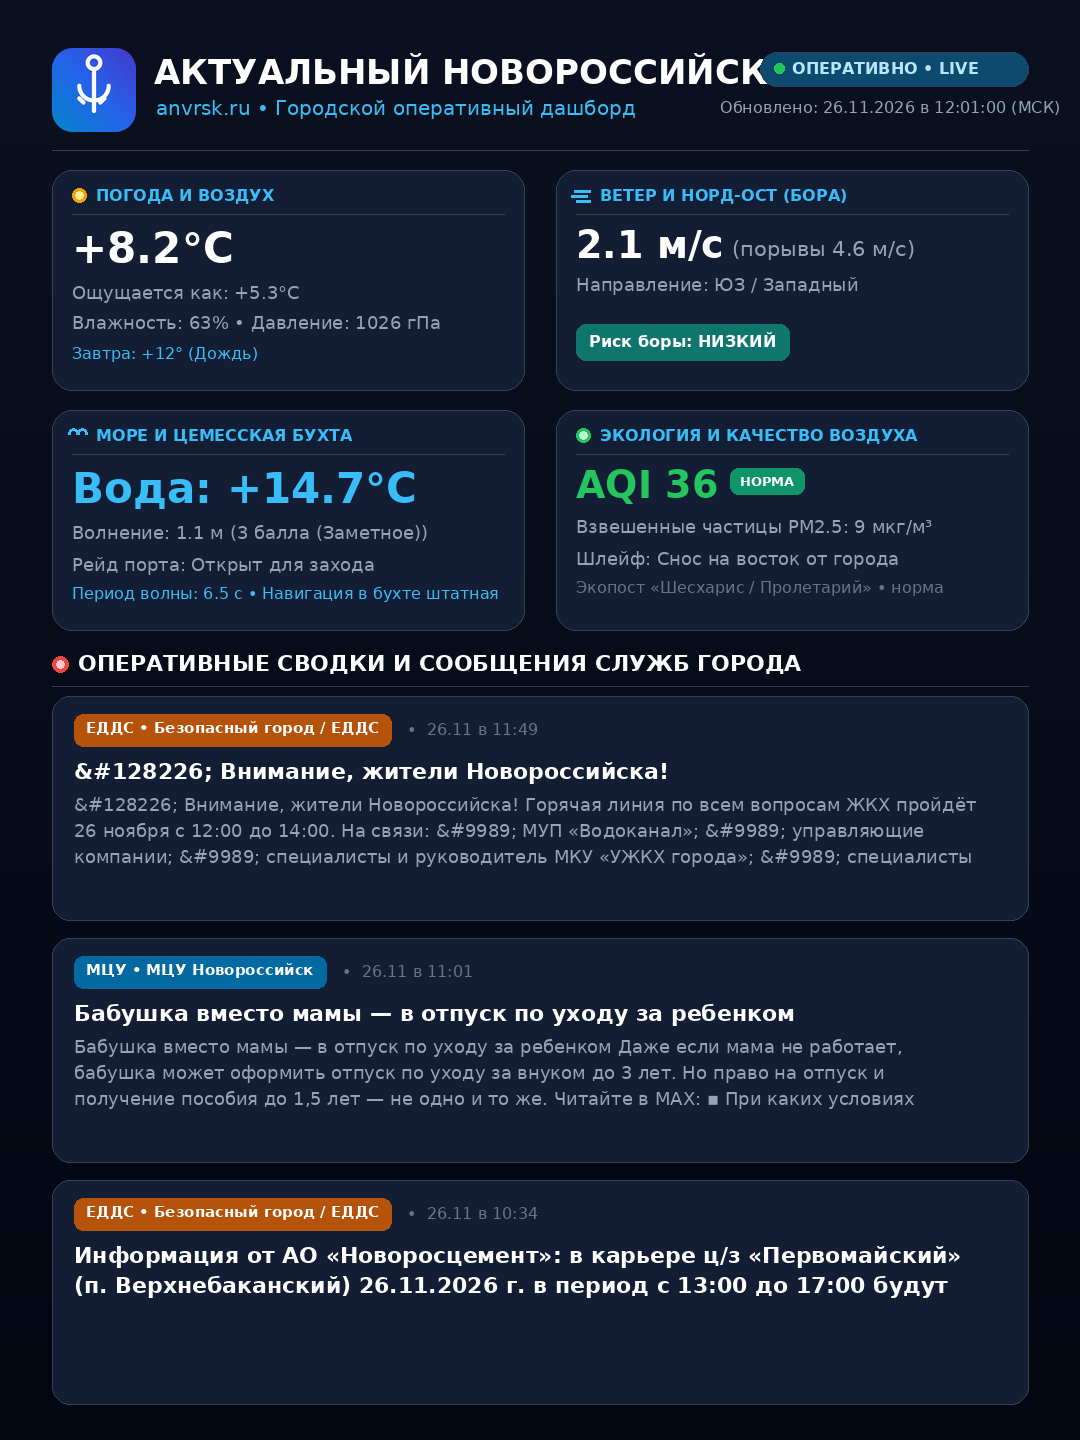 АКТУАЛЬНЫЙ НОВОРОССИЙСК
ОПЕРАТИВНО • LIVE
anvrsk.ru • Городской оперативный дашборд
Обновлено: 26.11.2026 в 12:01:00 (МСК)
ПОГОДА И ВОЗДУХ
+8.2°C
Ощущается как: +5.3°C
Влажность: 63% • Давление: 1026 гПа
Завтра: +12° (Дождь)
ВЕТЕР И НОРД-ОСТ (БОРА)
2.1 м/с (порывы 4.6 м/с)
Направление: ЮЗ / Западный
Риск боры: НИЗКИЙ
МОРЕ И ЦЕМЕССКАЯ БУХТА
Вода: +14.7°C
Волнение: 1.1 м (3 балла (Заметное))
Рейд порта: Открыт для захода
Период волны: 6.5 с • Навигация в бухте штатная
ЭКОЛОГИЯ И КАЧЕСТВО ВОЗДУХА
AQI 36 НОРМА
Взвешенные частицы PM2.5: 9 мкг/м³
Шлейф: Снос на восток от города
Экопост «Шесхарис / Пролетарий» • норма
ОПЕРАТИВНЫЕ СВОДКИ И СООБЩЕНИЯ СЛУЖБ ГОРОДА
ЕДДС • Безопасный город / ЕДДС • 26.11 в 11:49
&#128226; Внимание, жители Новороссийска!
&#128226; Внимание, жители Новороссийска! Горячая линия по всем вопросам ЖКХ пройдёт
26 ноября с 12:00 до 14:00. На связи: &#9989; МУП «Водоканал»; &#9989; управляющие
компании; &#9989; специалисты и руководитель МКУ «УЖКХ города»; &#9989; специалисты
МЦУ • МЦУ Новороссийск • 26.11 в 11:01
Бабушка вместо мамы — в отпуск по уходу за ребенком
Бабушка вместо мамы — в отпуск по уходу за ребенком Даже если мама не работает,
бабушка может оформить отпуск по уходу за внуком до 3 лет. Но право на отпуск и
получение пособия до 1,5 лет — не одно и то же. Читайте в MAX: ▪ При каких условиях
ЕДДС • Безопасный город / ЕДДС • 26.11 в 10:34
Информация от АО «Новоросцемент»: в карьере ц/з «Первомайский»
(п. Верхнебаканский) 26.11.2026 г. в период с 13:00 до 17:00 будут